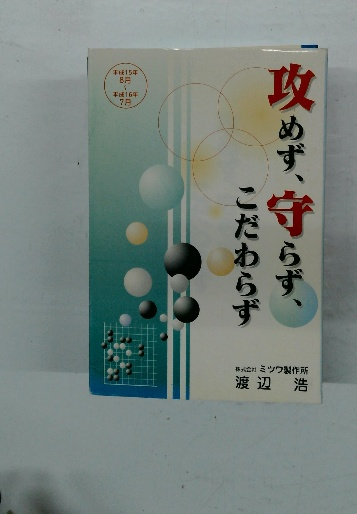 攻めず、守らず、
こだわらず
平成15年
8月
～
平成16年
7月
株式会社 ミツワ製作所
渡辺 浩